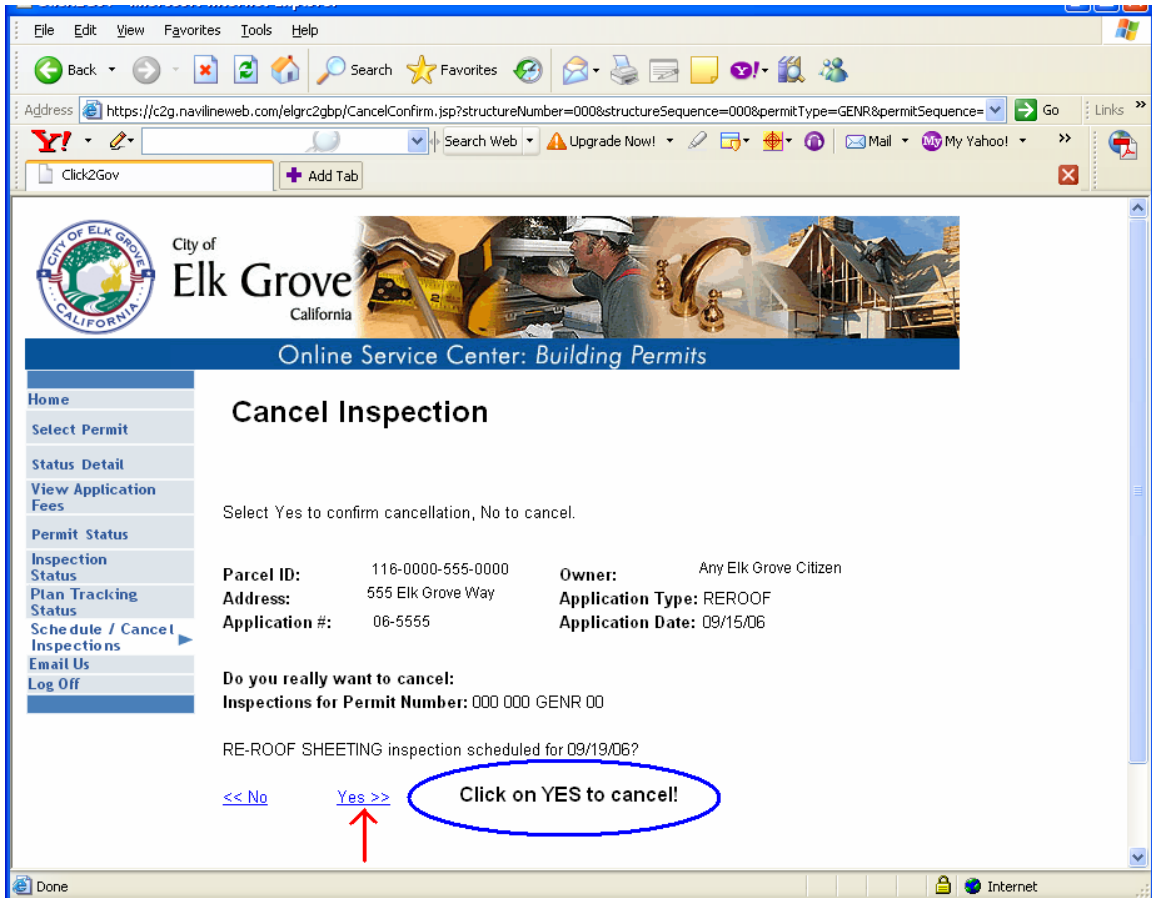 File Edit View Favorites Tools Help
Back Search Favorites
Address https://c2g.navilineweb.com/elgrc2gbp/CancelConfirm.jsp?structureNumber=000&structureSequence=000&permitType=GENR&permitSequence= Go Links »
Y! Search Web Upgrade Now! Mail My Yahoo! »
Click2Gov Add Tab
CITY OF ELK GROVE
CALIFORNIA
City of
Elk Grove
California
Online Service Center: Building Permits
Home
Select Permit
Status Detail
View Application
Fees
Permit Status
Inspection
Status
Plan Tracking
Status
Schedule / Cancel
Inspections
Email Us
Log Off
Cancel Inspection
Select Yes to confirm cancellation, No to cancel.
Parcel ID: 116-0000-555-0000 Owner: Any Elk Grove Citizen
Address: 555 Elk Grove Way Application Type: REROOF
Application #: 06-5555 Application Date: 09/15/06
Do you really want to cancel:
Inspections for Permit Number: 000 000 GENR 00
RE-ROOF SHEETING inspection scheduled for 09/19/06?
<< No Yes >> Click on YES to cancel!
Done Internet